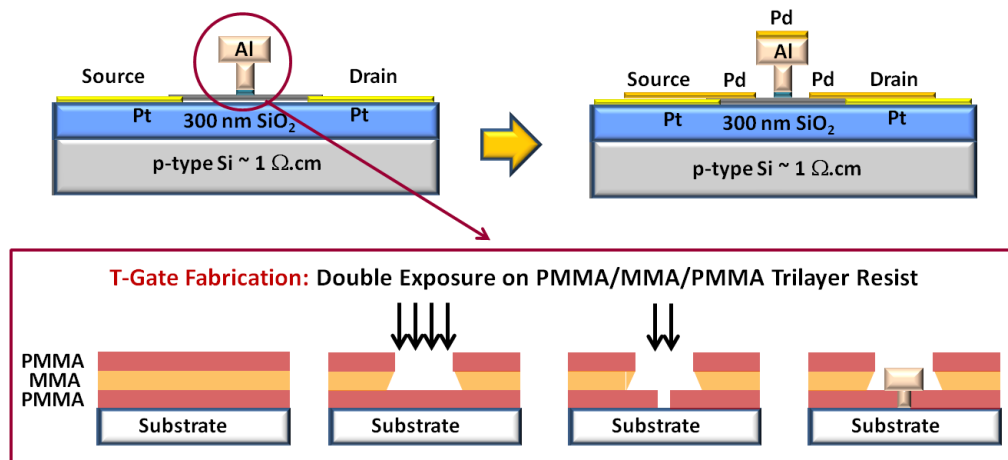 Pd
Al
Al
Source
Drain
Source
Pd
Pd
Drain
Pt
Pt
Pt
Pt
300 nm SiO₂
300 nm SiO₂
p-type Si ~ 1 Ω.cm
p-type Si ~ 1 Ω.cm
T-Gate Fabrication: Double Exposure on PMMA/MMA/PMMA Trilayer Resist
PMMA
MMA
PMMA
Substrate
Substrate
Substrate
Substrate